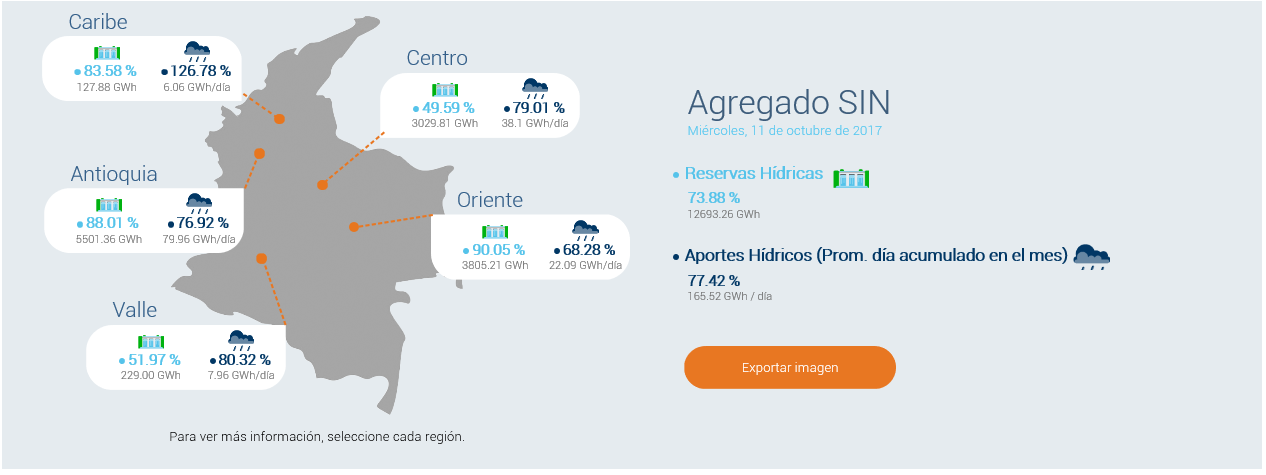 Caribe
83.58 %
127.88 GWh
126.78 %
6.06 GWh/día
Centro
49.59 %
3029.81 GWh
79.01 %
38.1 GWh/día
Antioquia
88.01 %
5501.36 GWh
76.92 %
79.96 GWh/día
Oriente
90.05 %
3805.21 GWh
68.28 %
22.09 GWh/día
Valle
51.97 %
229.00 GWh
80.32 %
7.96 GWh/día
Para ver más información, seleccione cada región.
Agregado SIN
Miércoles, 11 de octubre de 2017
Reservas Hídricas
73.88 %
12693.26 GWh
Aportes Hídricos (Prom. día acumulado en el mes)
77.42 %
165.52 GWh / día
Exportar imagen